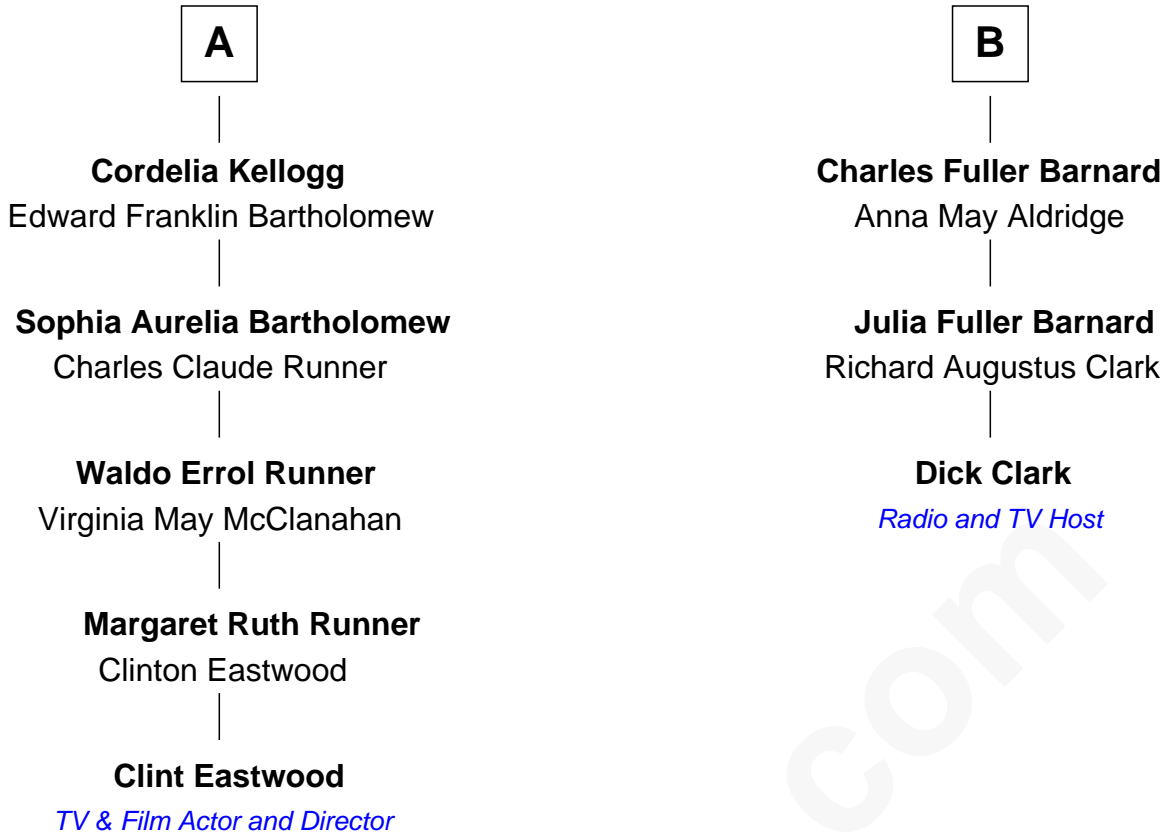 A
Cordelia Kellogg
Edward Franklin Bartholomew
Sophia Aurelia Bartholomew
Charles Claude Runner
Waldo Errol Runner
Virginia May McClanahan
Margaret Ruth Runner
Clinton Eastwood
Clint Eastwood
TV & Film Actor and Director
B
Charles Fuller Barnard
Anna May Aldridge
Julia Fuller Barnard
Richard Augustus Clark
Dick Clark
Radio and TV Host
com